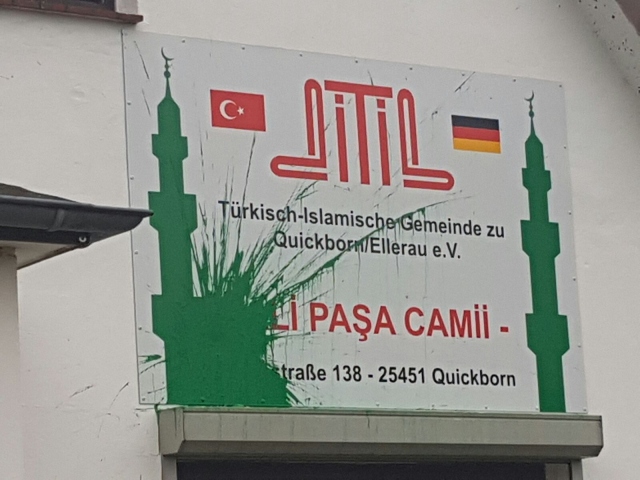 DITIB
Türkisch-Islamische Gemeinde zu
Quickborn/Ellerau e.V.
PAŞA CAMİİ -
138 - 25451 Quickborn